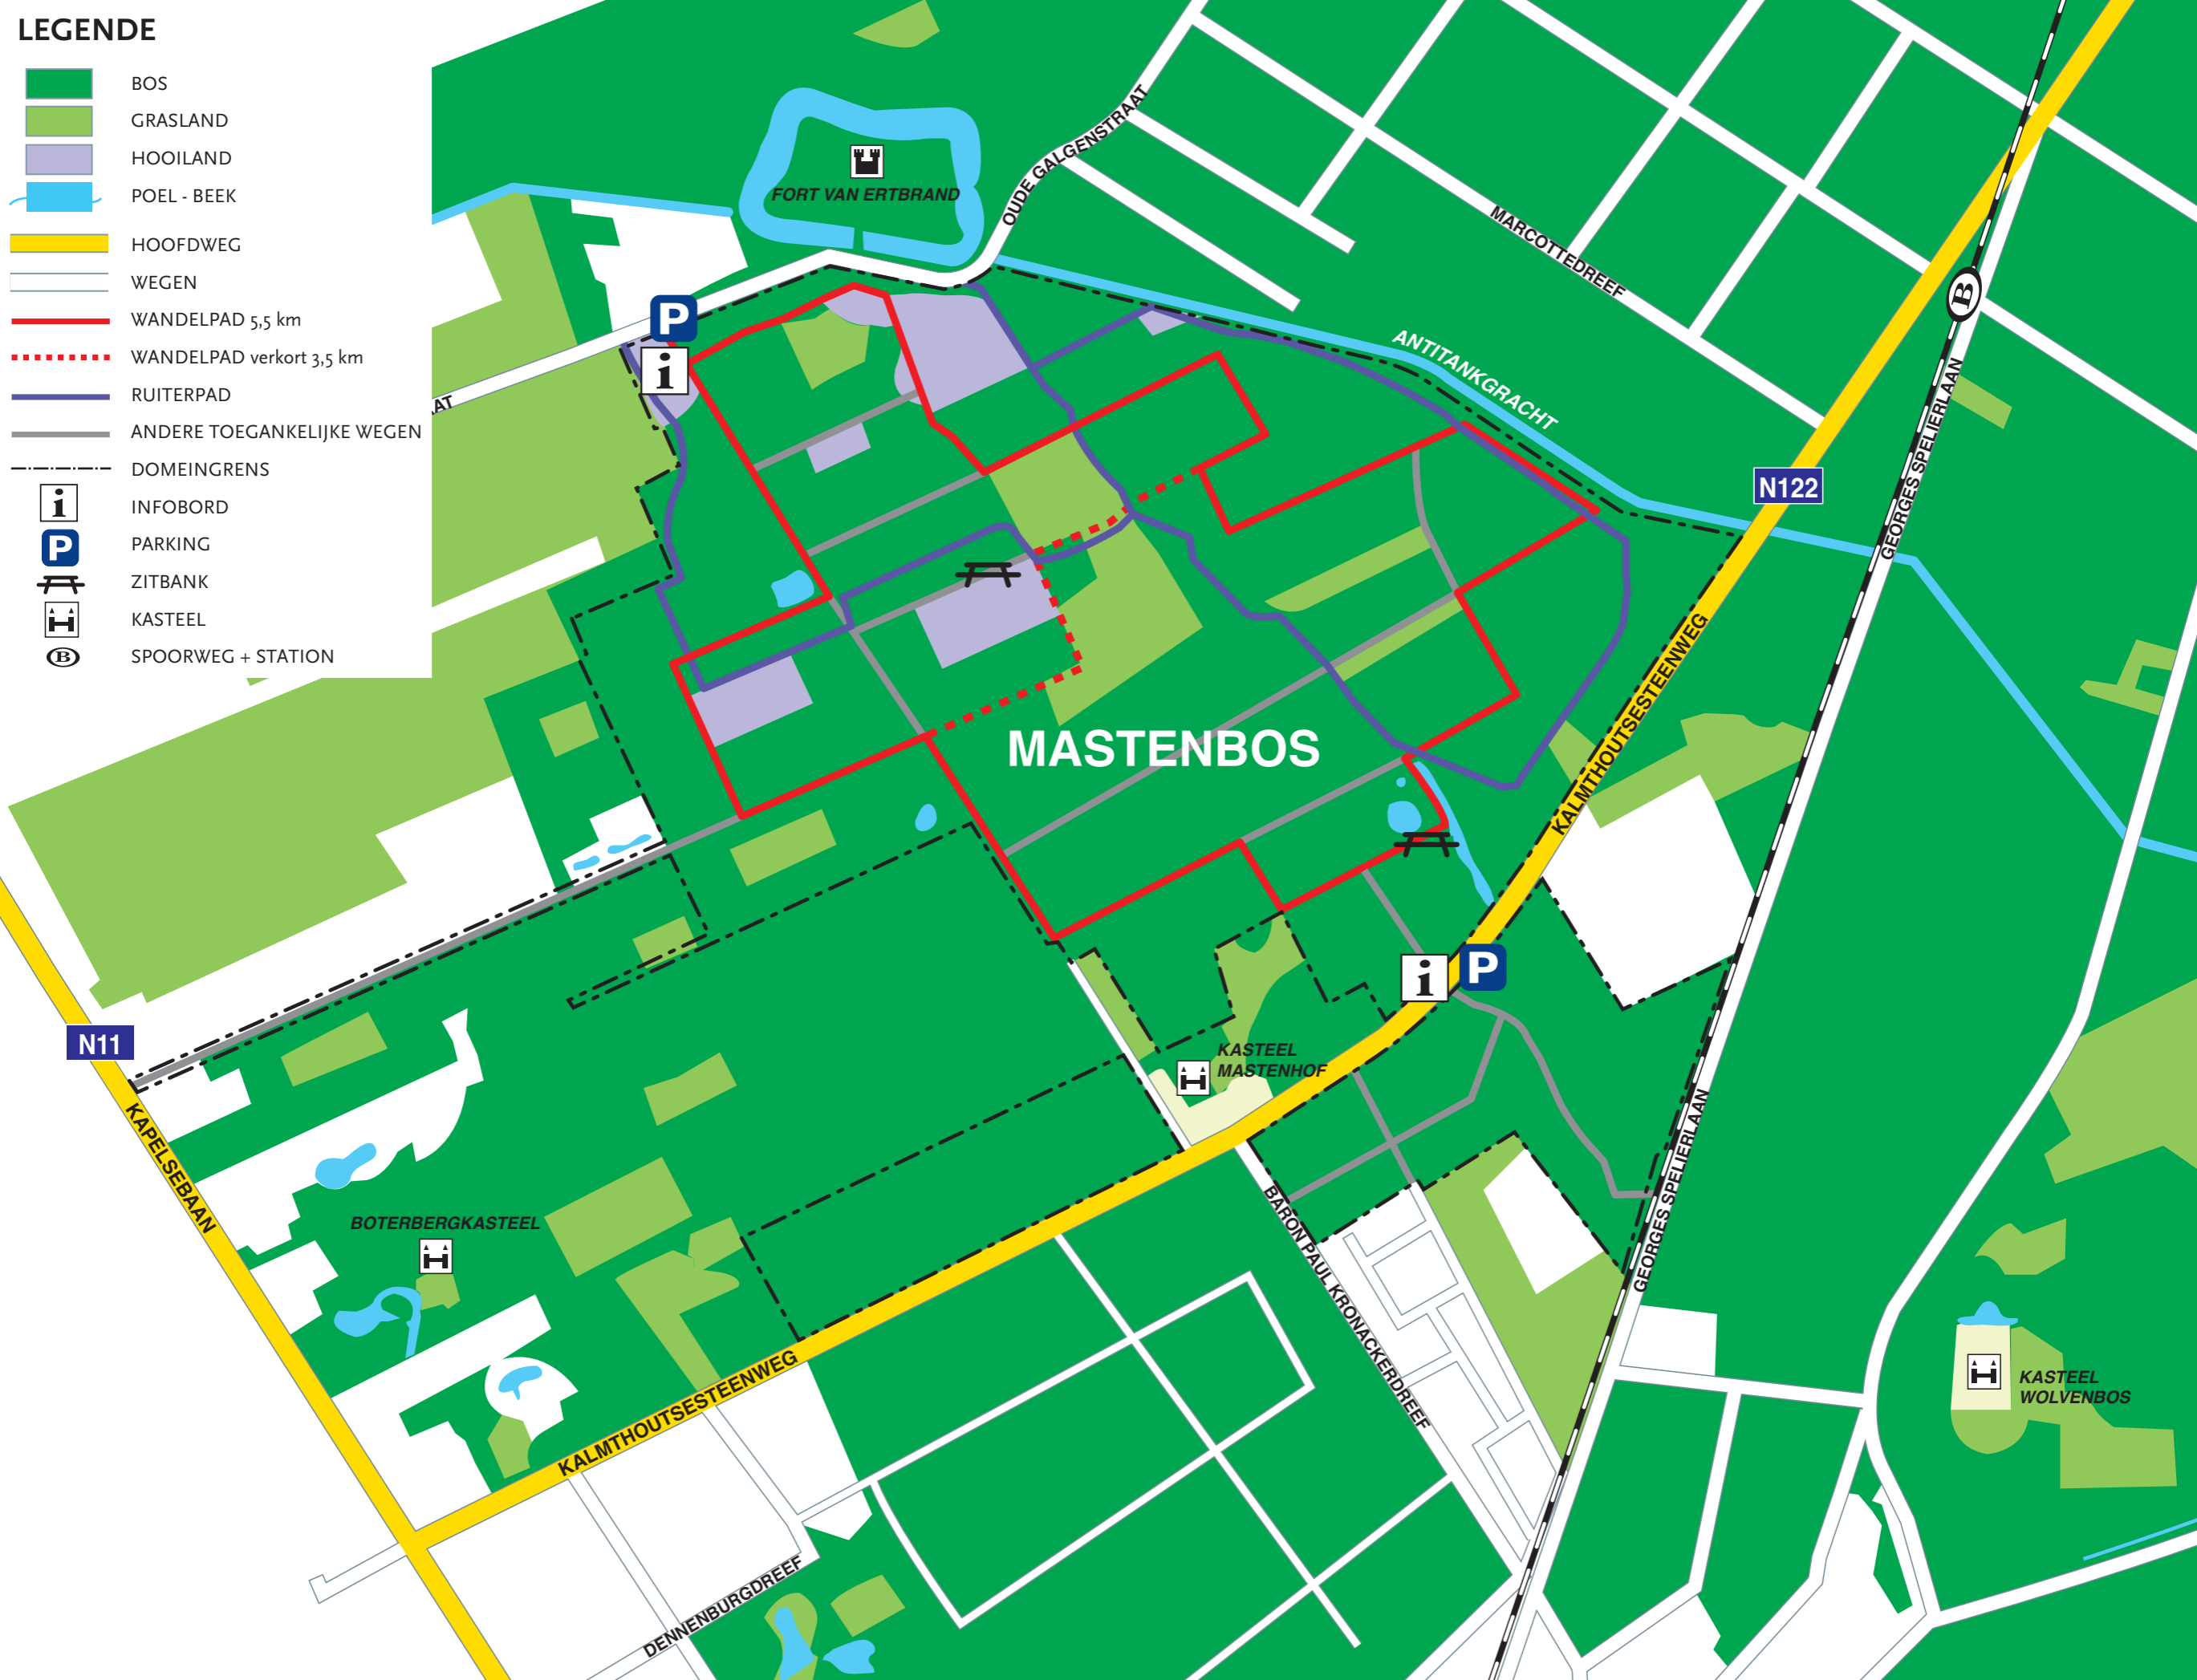 LEGENDE
BOS
GRASLAND
HOOILAND
POEL - BEEK
HOOFDWEG
WEGEN
WANDELPAD 5,5 km
WANDELPAD verkort 3,5 km
RUITERPAD
ANDERE TOEGANKELIJKE WEGEN
DOMEINGRENS
i INFOBORD
P PARKING
ZITBANK
KASTEEL
B SPOORWEG + STATION
FORT VAN ERTBRAND
OUDE GALGENSTRAAT
MARCOTTEDREEF
B
P
i
AT
ANTITANKGRACHT
N122
GEORGES SPELIERLAAN
KALMTHOUTSESTEENWEG
MASTENBOS
i
P
N11
KAPELSEBAAN
KASTEEL
MASTENHOF
BOTERBERGKASTEEL
BARON PAUL KRONACKERDREEF
GEORGES SPELIERLAAN
KASTEEL
WOLVENBOS
KALMTHOUTSESTEENWEG
DENNENBURGDREEF